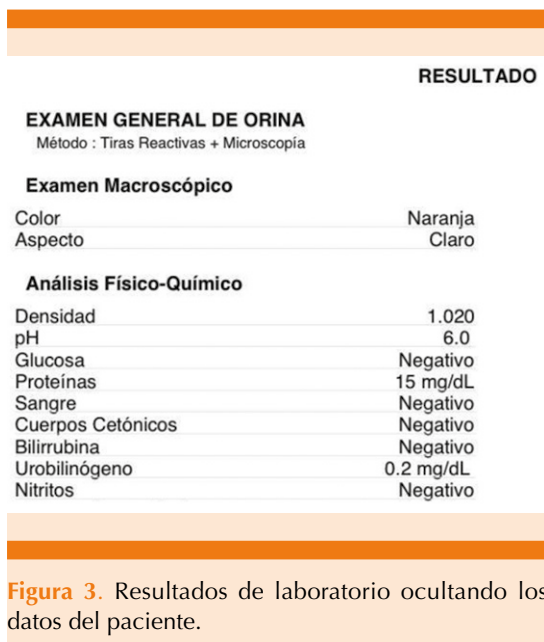 RESULTADO
EXAMEN GENERAL DE ORINA
Método : Tiras Reactivas + Microscopía
Examen Macroscópico
Color Naranja
Aspecto Claro
Análisis Físico-Químico
Densidad 1.020
pH 6.0
Glucosa Negativo
Proteínas 15 mg/dL
Sangre Negativo
Cuerpos Cetónicos Negativo
Bilirrubina Negativo
Urobilinógeno 0.2 mg/dL
Nitritos Negativo
Figura 3. Resultados de laboratorio ocultando los
datos del paciente.